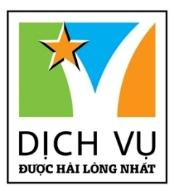 DỊCH VỤ
ĐƯỢC HÀI LÒNG NHẤT